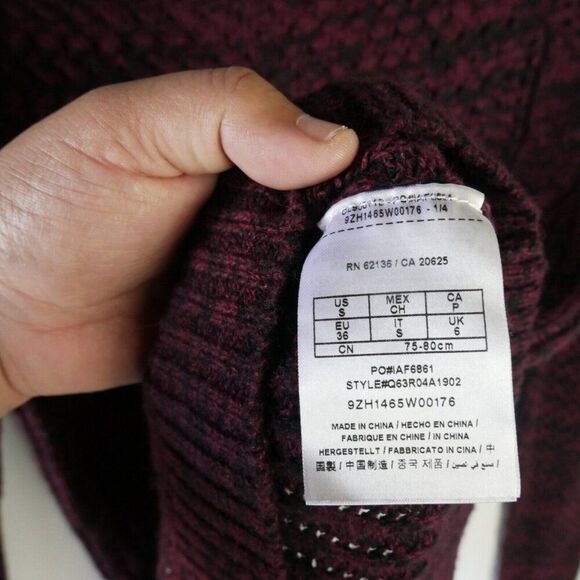 9ZH1465W00176 - 1/4
RN 62136 / CA 20625
US S MEX CH CA P
EU 36 IT S UK 6
CN 75-80cm
PO#IAF6861
STYLE#Q63R04A1902
9ZH1465W00176
MADE IN CHINA / HECHO EN CHINA /
FABRIQUE EN CHINE / IN CHINA
HERGESTELLT / FABBRICATO IN CINA / 中
国製 / 中国制造 / 중국 제품 / صنع في الصين /